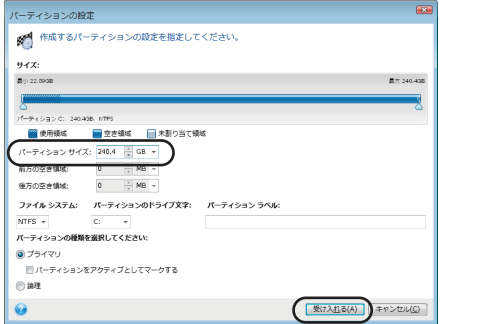 パーティションの設定
作成するパーティションの設定を指定してください。
サイズ:
最小 22.09GB 最大 240.4GB
パーティション C: 240.4GB NTFS
使用領域 空き領域 未割り当て領域
パーティション サイズ: 240.4 GB
前方の空き領域: 0 MB
後方の空き領域: 0 MB
ファイル システム: パーティションのドライブ文字: パーティション ラベル:
NTFS C:
パーティションの種類を選択してください:
プライマリ
パーティションをアクティブとしてマークする
論理
受け入れる(A) キャンセル(C)